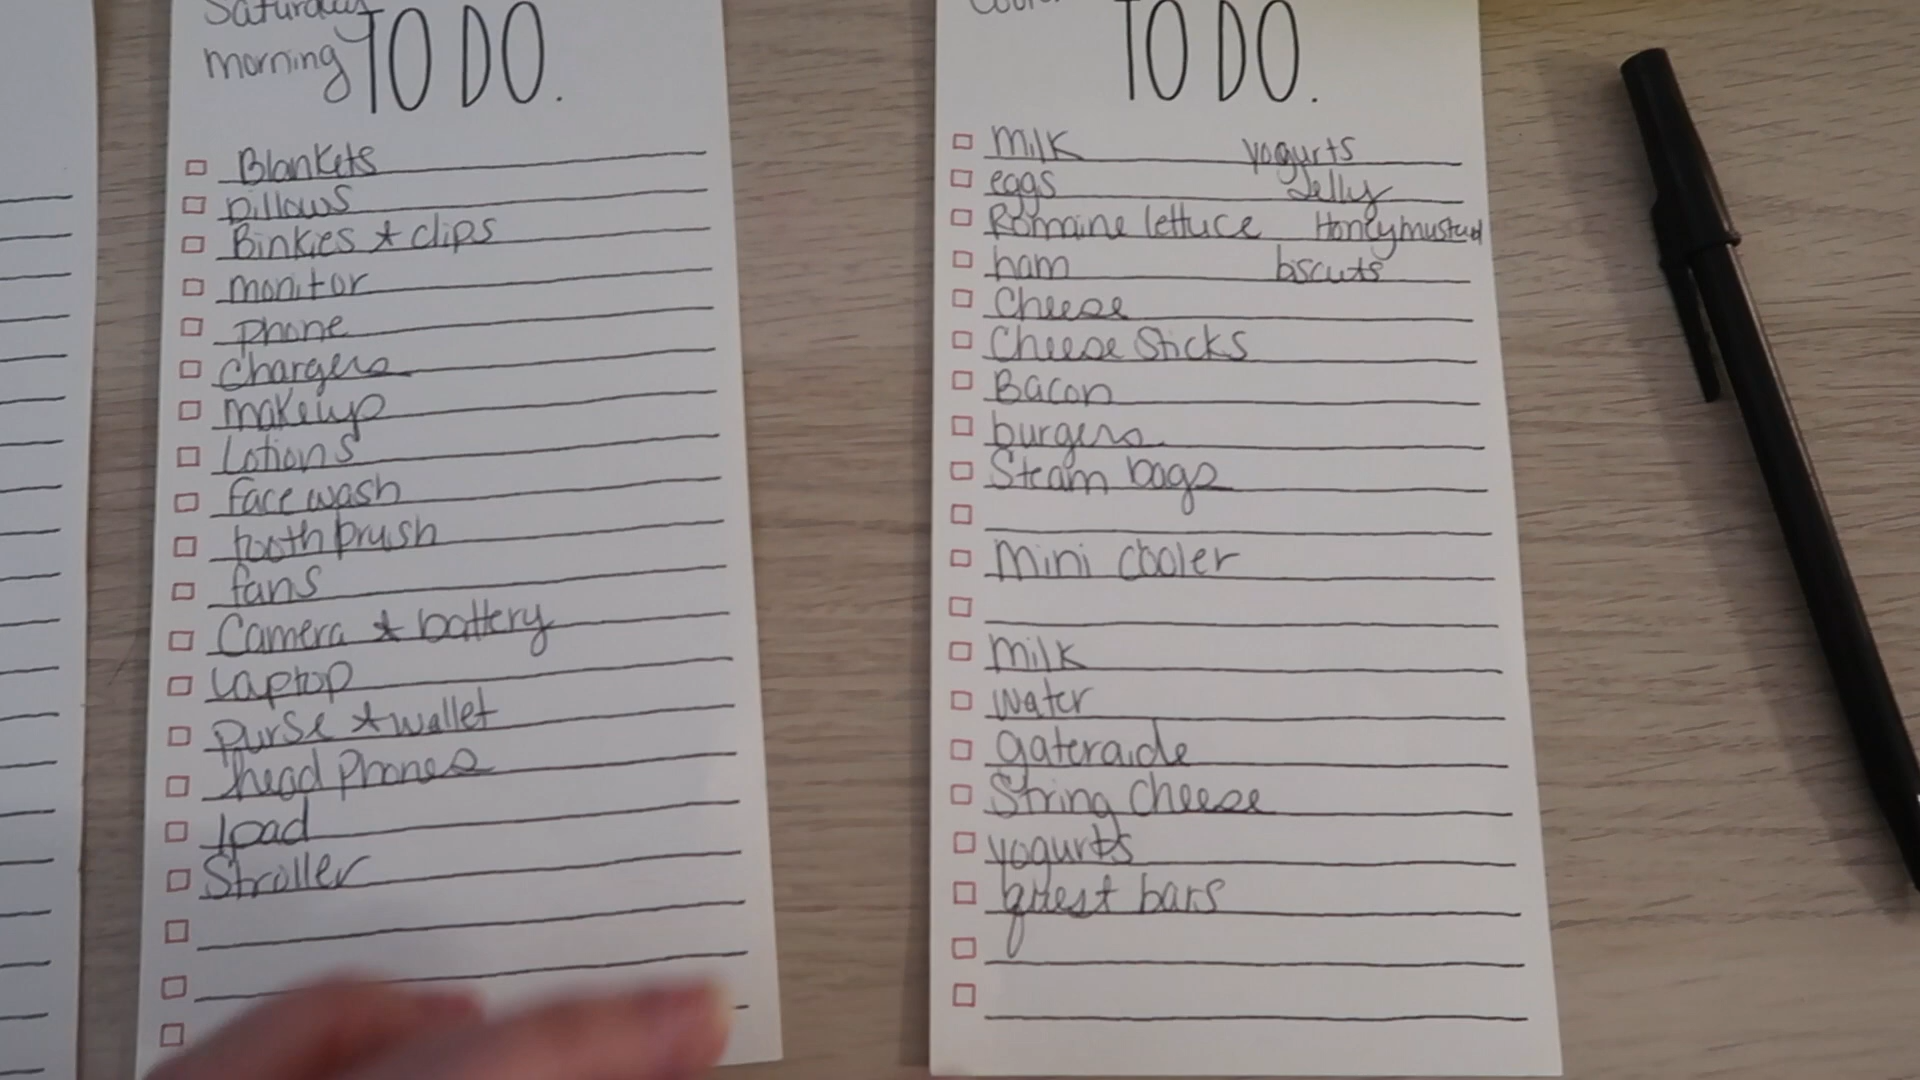 Saturday
morning TO DO.
Blankets
pillows
Binkies + clips
monitor
phone
Chargers
makeup
Lotions
face wash
tooth brush
fans
Camera + battery
Laptop
purse + wallet
head phones
Ipad
Stroller
TO DO.
milk yogurts
eggs Jelly
Romaine lettuce Honeymustard
ham biscuts
Cheese
Cheese Sticks
Bacon
burgers
Steam bags
mini cooler
milk
water
gateraide
String Cheese
yogurts
quest bars